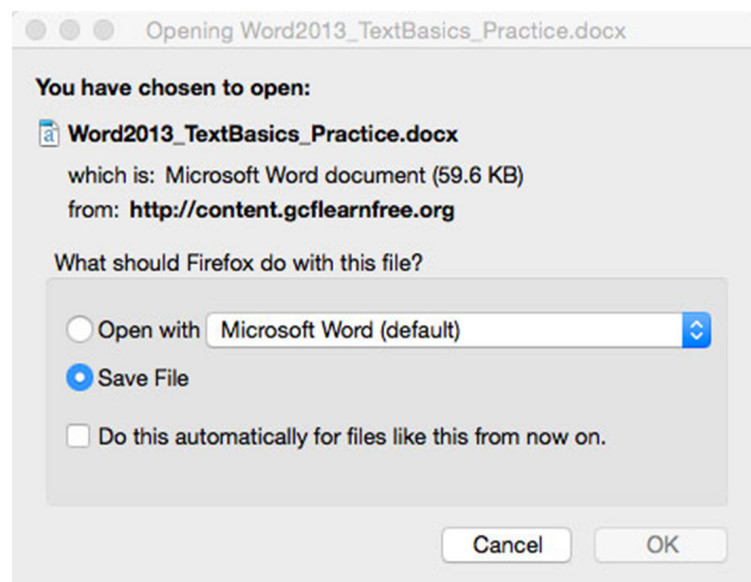 Opening Word2013_TextBasics_Practice.docx
You have chosen to open:
Word2013_TextBasics_Practice.docx
which is: Microsoft Word document (59.6 KB)
from: http://content.gcflearnfree.org
What should Firefox do with this file?
Open with Microsoft Word (default)
Save File
Do this automatically for files like this from now on.
Cancel OK